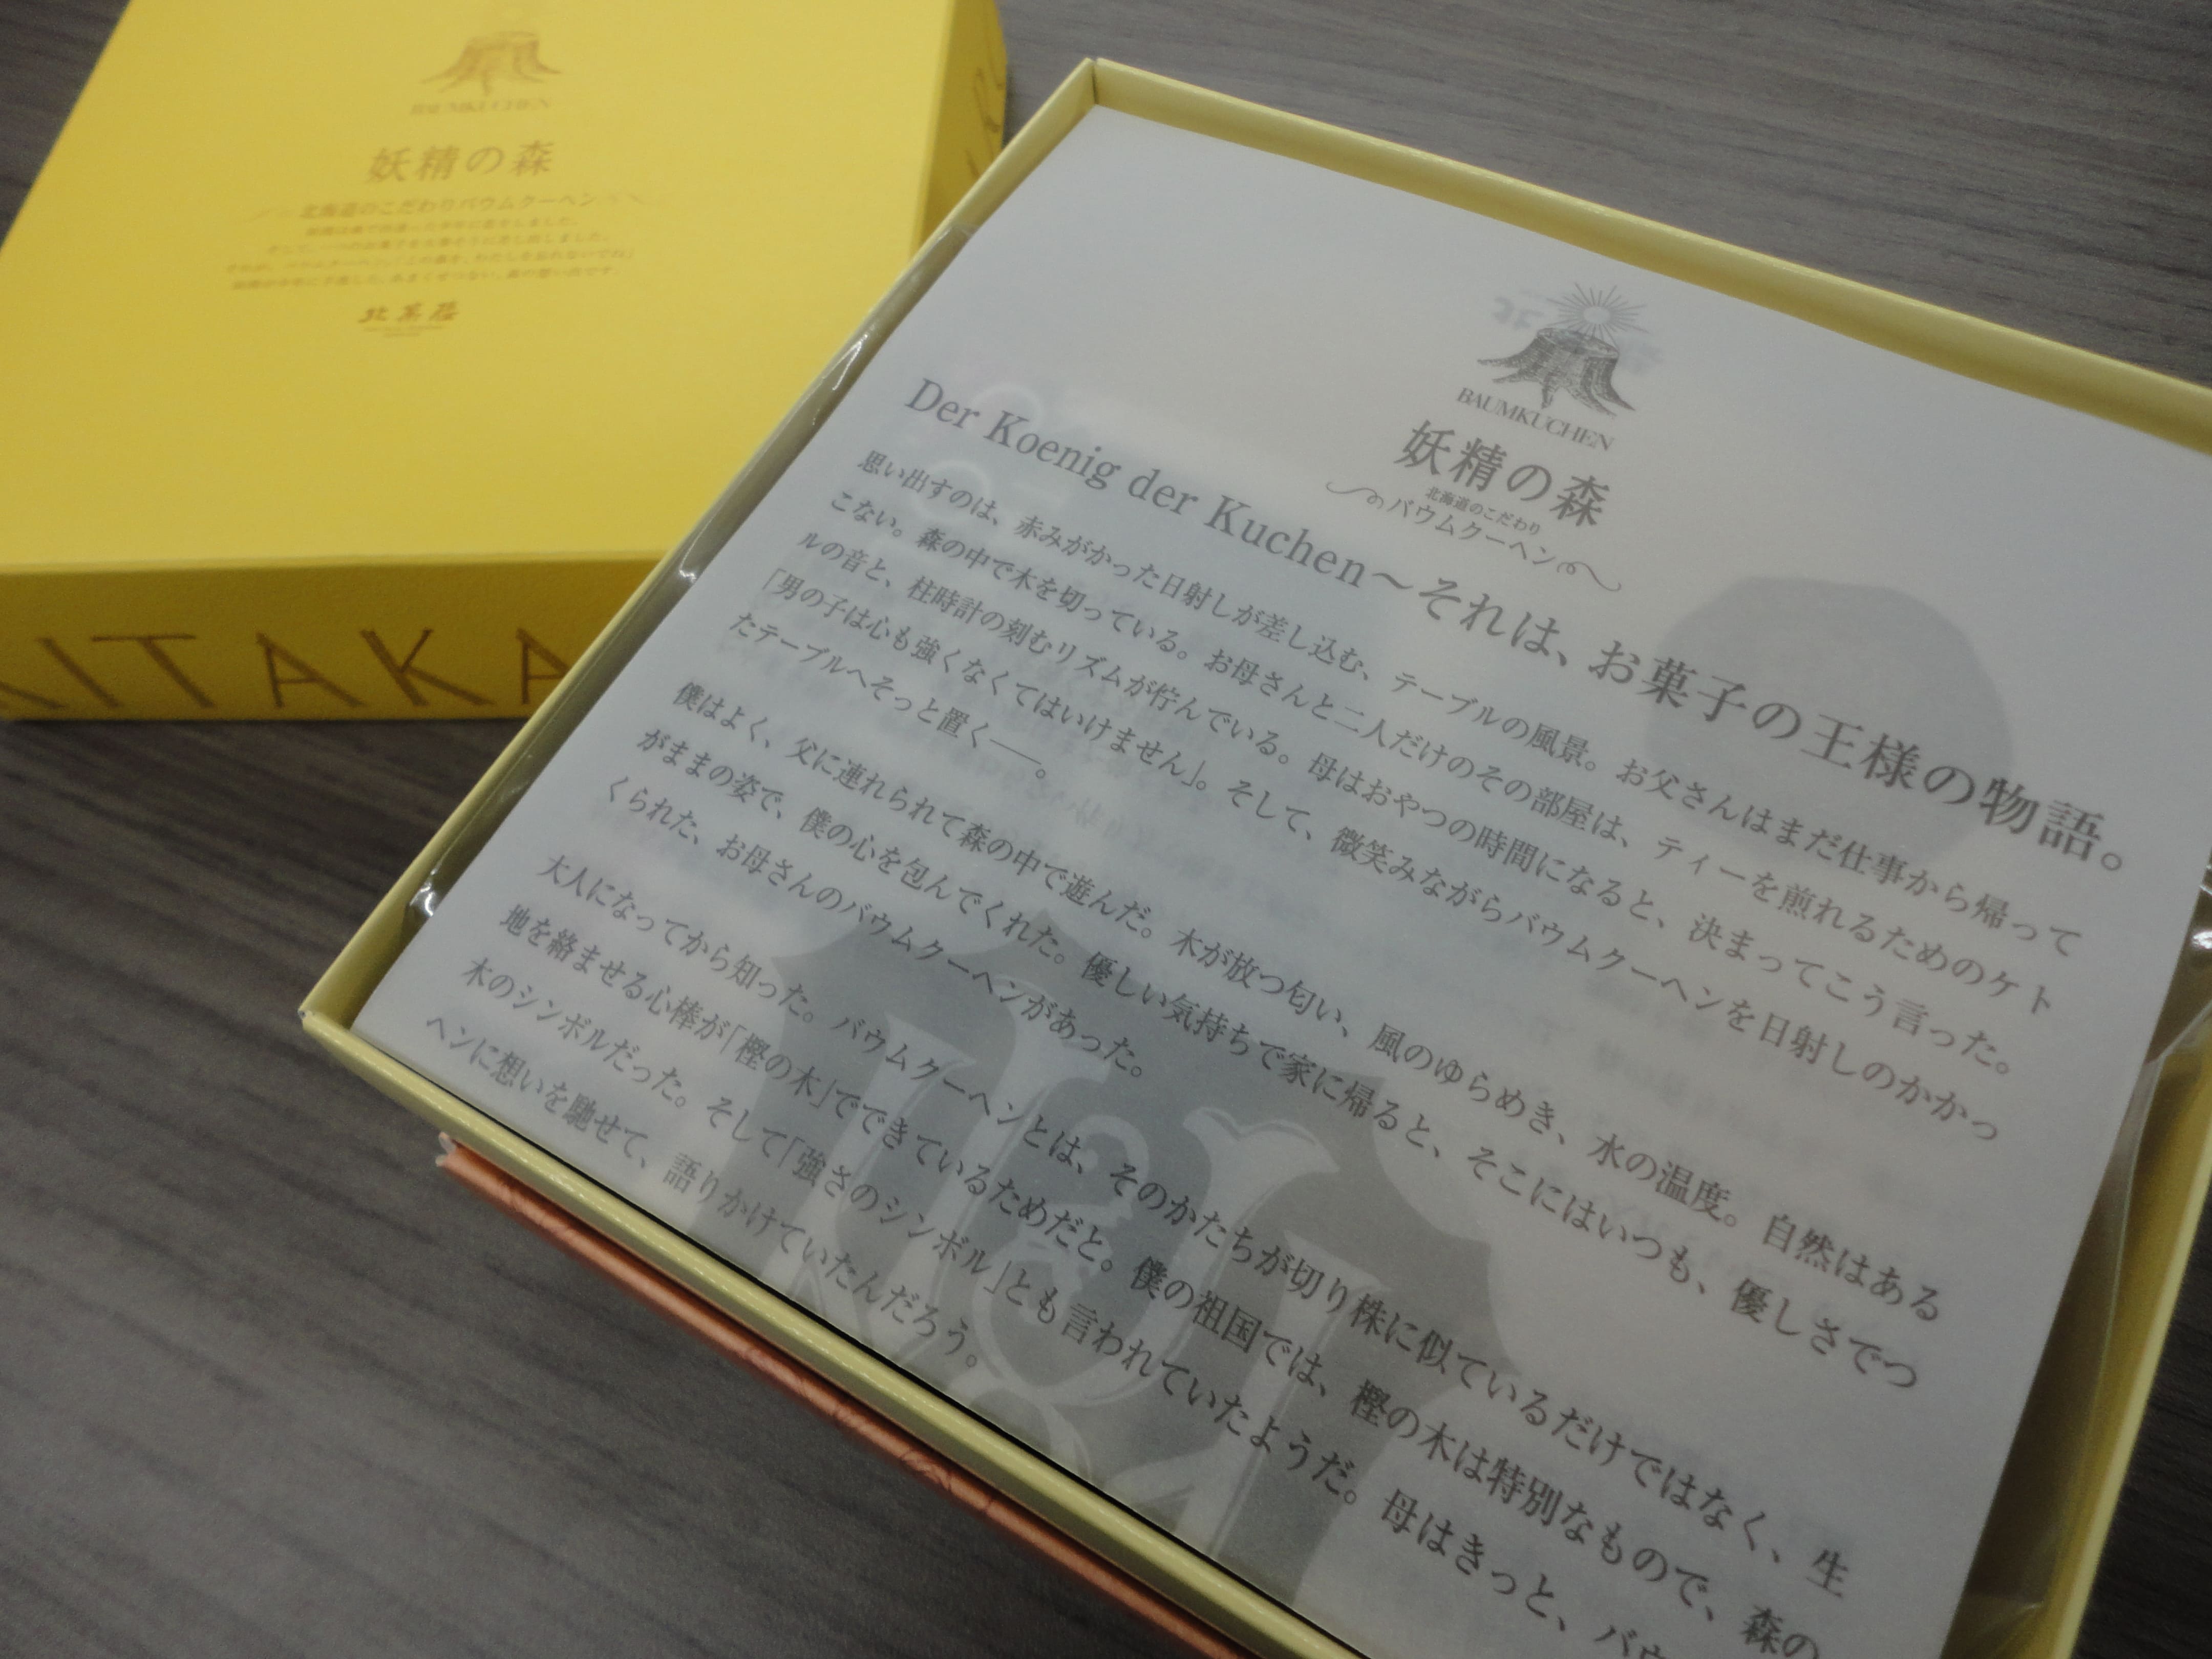 BAUMKUCHEN
妖精の森
北海道のこだわりバウムクーヘン
北菓楼
KITAKA
BAUMKUCHEN
妖精の森
北海道のこだわり
バウムクーヘン
Der Koenig der Kuchen～それは、お菓子の王様の物語。
思い出すのは、赤みがかった日射しが差し込む、テーブルの風景。お父さんはまだ仕事から帰って
こない。森の中で木を切っている。お母さんと二人だけのその部屋は、ティーを煎れるためのケト
ルの音と、柱時計の刻むリズムが佇んでいる。母はおやつの時間になると、決まってこう言った。
「男の子は心も強くなくてはいけません」。そして、微笑みながらバウムクーヘンを日射しのかかっ
たテーブルへそっと置く――。
僕はよく、父に連れられて森の中で遊んだ。木が放つ匂い、風のゆらめき、水の温度。自然はある
がままの姿で、僕の心を包んでくれた。優しい気持ちで家に帰ると、そこにはいつも、優しさでつ
くられた、お母さんのバウムクーヘンがあった。
大人になってから知った。バウムクーヘンとは、そのかたちが切り株に似ているだけではなく、生
地を絡ませる心棒が「樫の木」でできているためだと。僕の祖国では、樫の木は特別なもので、森の
木のシンボルだった。そして「強さのシンボル」とも言われていたようだ。母はきっと、バウ
ヘンに想いを馳せて、語りかけていたんだろう。